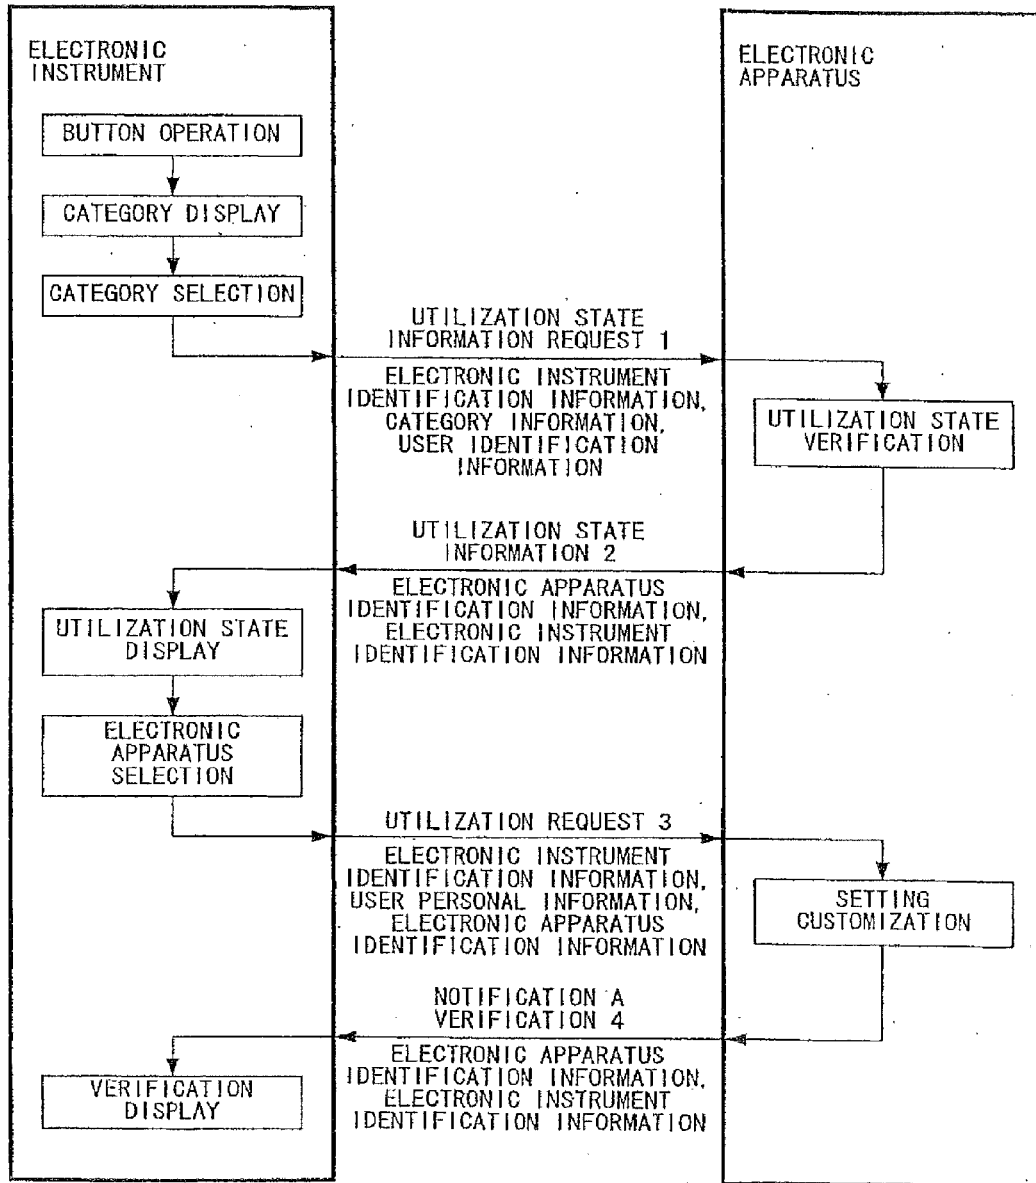 ELECTRONIC
INSTRUMENT
ELECTRONIC
APPARATUS
BUTTON OPERATION
CATEGORY DISPLAY
CATEGORY SELECTION
UTILIZATION STATE
INFORMATION REQUEST 1
ELECTRONIC INSTRUMENT
IDENTIFICATION INFORMATION,
CATEGORY INFORMATION,
USER IDENTIFICATION
INFORMATION
UTILIZATION STATE
VERIFICATION
UTILIZATION STATE
INFORMATION 2
ELECTRONIC APPARATUS
IDENTIFICATION INFORMATION,
ELECTRONIC INSTRUMENT
IDENTIFICATION INFORMATION
UTILIZATION STATE
DISPLAY
ELECTRONIC
APPARATUS
SELECTION
UTILIZATION REQUEST 3
ELECTRONIC INSTRUMENT
IDENTIFICATION INFORMATION,
USER PERSONAL INFORMATION,
ELECTRONIC APPARATUS
IDENTIFICATION INFORMATION
SETTING
CUSTOMIZATION
NOTIFICATION A
VERIFICATION 4
ELECTRONIC APPARATUS
IDENTIFICATION INFORMATION,
ELECTRONIC INSTRUMENT
IDENTIFICATION INFORMATION
VERIFICATION
DISPLAY